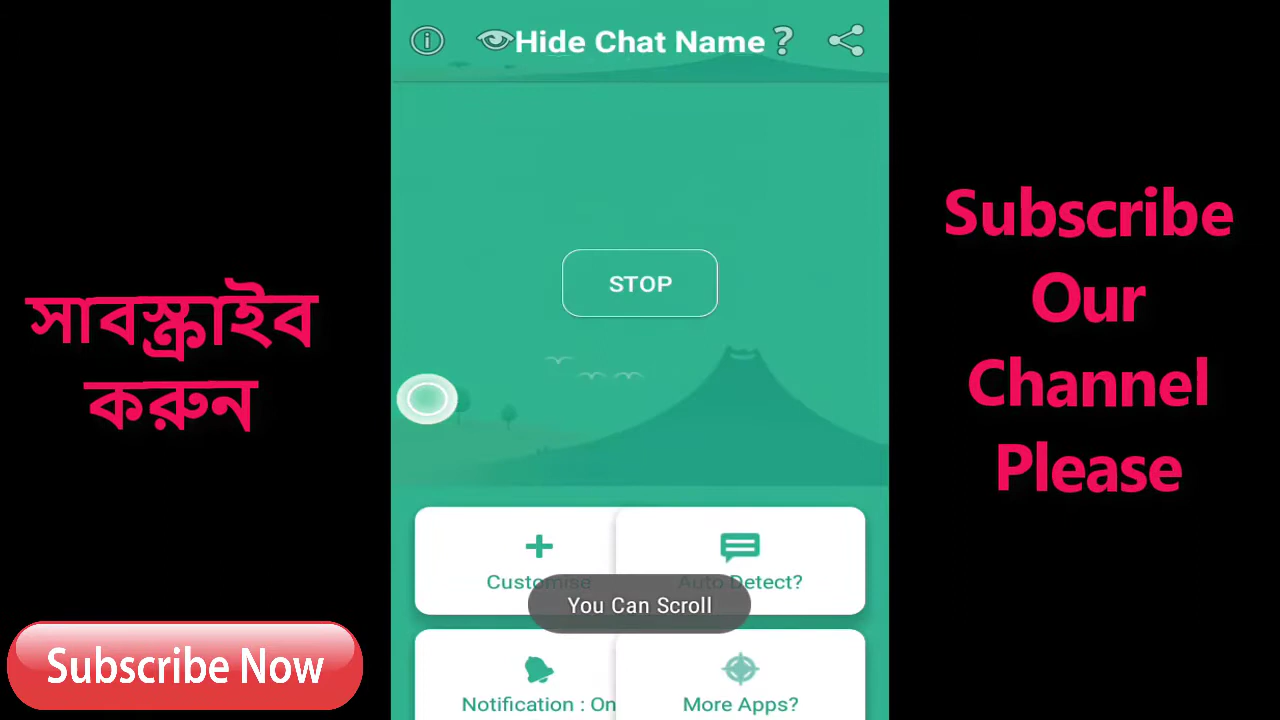 Hide Chat Name ?
STOP
সাবস্ক্রাইব
করুন
Subscribe
Our
Channel
Please
Customise
Auto Detect?
You Can Scroll
Notification : On
More Apps?
Subscribe Now